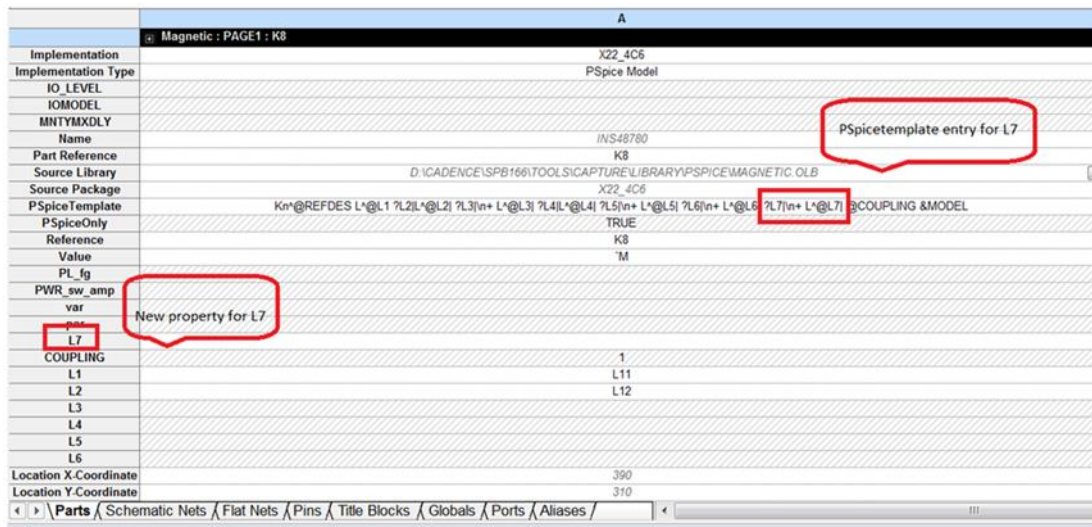 A
Magnetic : PAGE1 : K8
Implementation X22_4C6
Implementation Type PSpice Model
IO_LEVEL
IOMODEL
MNTYMXDLY
PSpicetemplate entry for L7
Name INS48780
Part Reference K8
Source Library D:\CADENCE\SPB166\TOOLS\CAPTURE\LIBRARY\PSPICE\MAGNETIC.OLB
Source Package X22_4C6
PSpiceTemplate Kn^@REFDES L^@L1 ?L2|L^@L2| ?L3|\n+ L^@L3| ?L4|L^@L4| ?L5|\n+ L^@L5| ?L6|\n+ L^@L6 ?L7|\n+ L^@L7| @COUPLING &MODEL
PSpiceOnly TRUE
Reference K8
Value `M
PL_fg
PWR_sw_amp
var
New property for L7
L7
COUPLING 1
L1 L11
L2 L12
L3
L4
L5
L6
Location X-Coordinate 390
Location Y-Coordinate 310
Parts Schematic Nets Flat Nets Pins Title Blocks Globals Ports Aliases